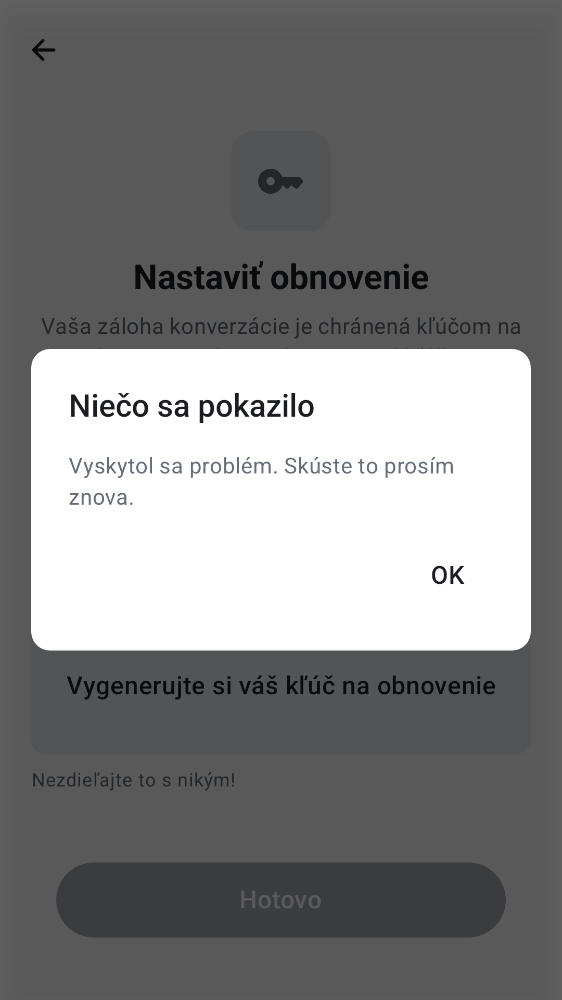 Nastaviť obnovenie
Vaša záloha konverzácie je chránená kľúčom na
Niečo sa pokazilo
Vyskytol sa problém. Skúste to prosím
znova.
OK
Vygenerujte si váš kľúč na obnovenie
Nezdieľajte to s nikým!
Hotovo